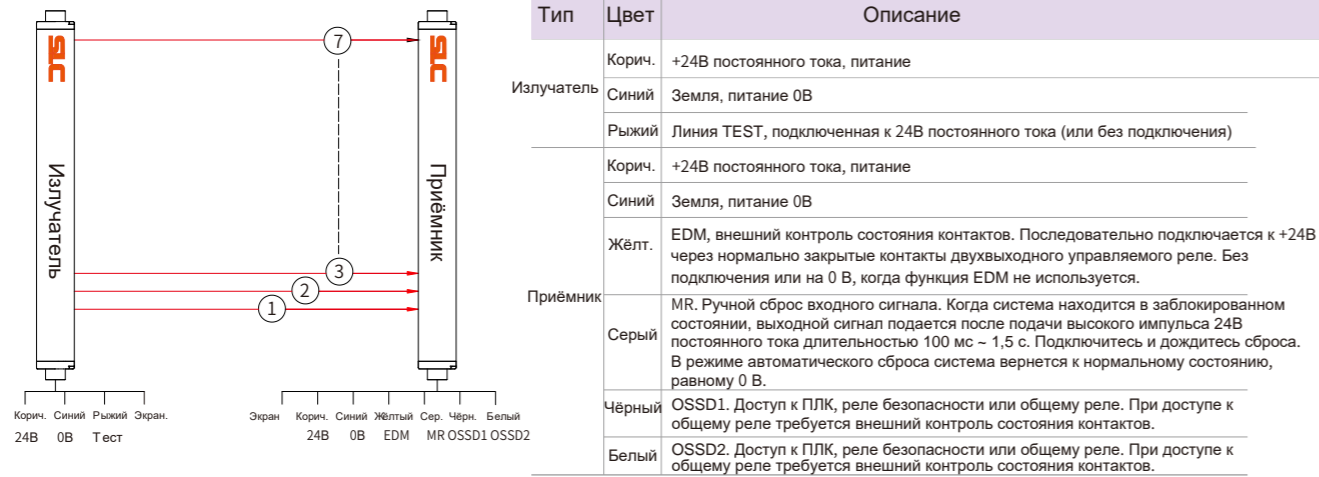 SLC
SLC
Излучатель
Приёмник
7
3
2
1
Корич. Синий Рыжий Экран.
24В 0В Тест
Экран Корич. Синий Жёлтый Сер. Чёрн. Белый
24В 0В EDM MR OSSD1 OSSD2
Тип Цвет Описание
Излучатель
Корич. +24В постоянного тока, питание
Синий Земля, питание 0В
Рыжий Линия TEST, подключенная к 24В постоянного тока (или без подключения)
Приёмник
Корич. +24В постоянного тока, питание
Синий Земля, питание 0В
Жёлт. EDM, внешний контроль состояния контактов. Последовательно подключается к +24В
через нормально закрытые контакты двухвыходного управляемого реле. Без
подключения или на 0 В, когда функция EDM не используется.
Серый MR. Ручной сброс входного сигнала. Когда система находится в заблокированном
состоянии, выходной сигнал подается после подачи высокого импульса 24В
постоянного тока длительностью 100 мс ~ 1,5 с. Подключитесь и дождитесь сброса.
В режиме автоматического сброса система вернется к нормальному состоянию,
равному 0 В.
Чёрный OSSD1. Доступ к ПЛК, реле безопасности или общему реле. При доступе к
общему реле требуется внешний контроль состояния контактов.
Белый OSSD2. Доступ к ПЛК, реле безопасности или общему реле. При доступе к
общему реле требуется внешний контроль состояния контактов.